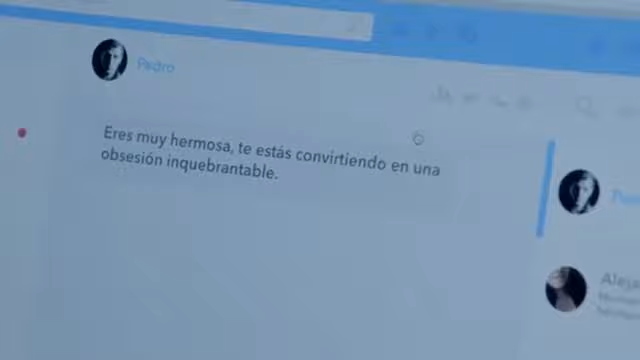 Pedro
Eres muy hermosa, te estás convirtiendo en una
obsesión inquebrantable.